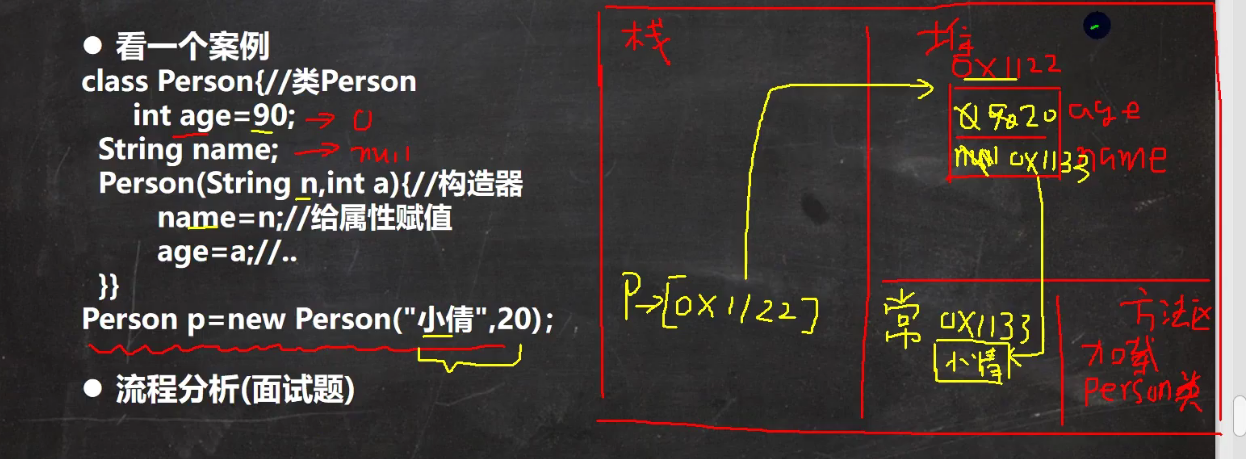 ● 看一个案例
class Person{//类Person
int age=90; → 0
String name; → null
Person(String n,int a){//构造器
name=n;//给属性赋值
age=a;//..
}}
Person p=new Person("小倩",20);
● 流程分析(面试题)
栈
堆
0X1122
0 90 20 age
null 0X1133 name
P→[0X1122]
常
0X1133
小倩
方法区
加载
Person类